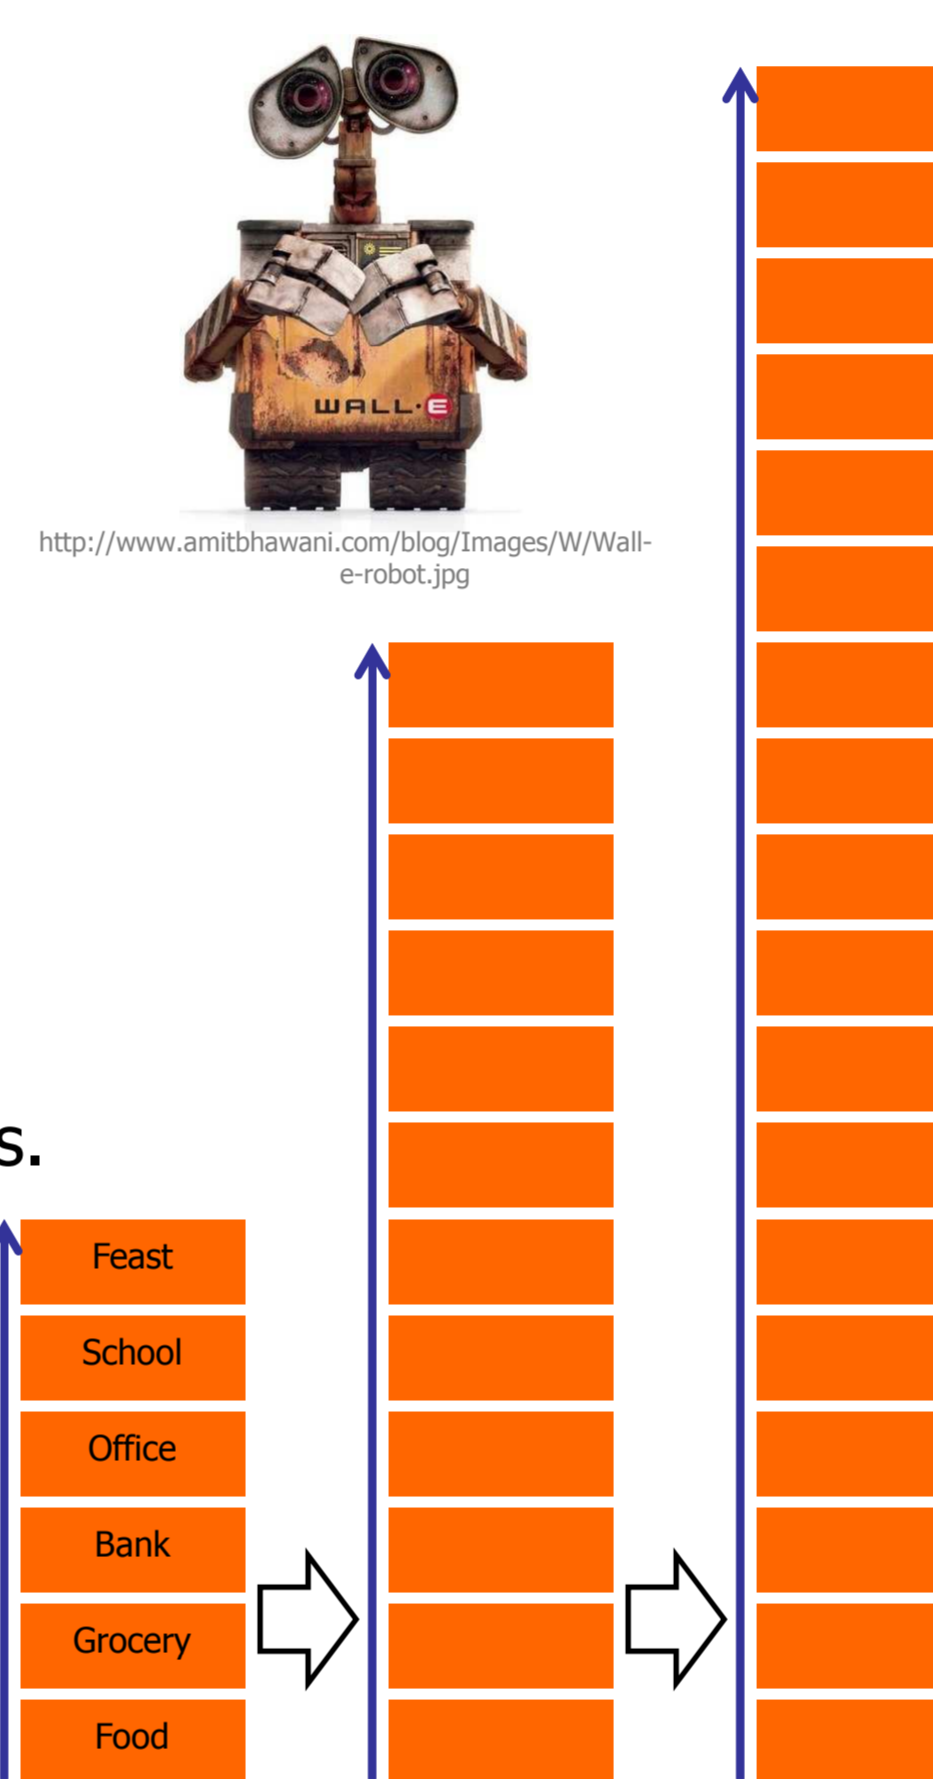 WALL·E
http://www.amitbhawani.com/blog/Images/W/Wall-
e-robot.jpg
s.
Feast
School
Office
Bank
Grocery
Food